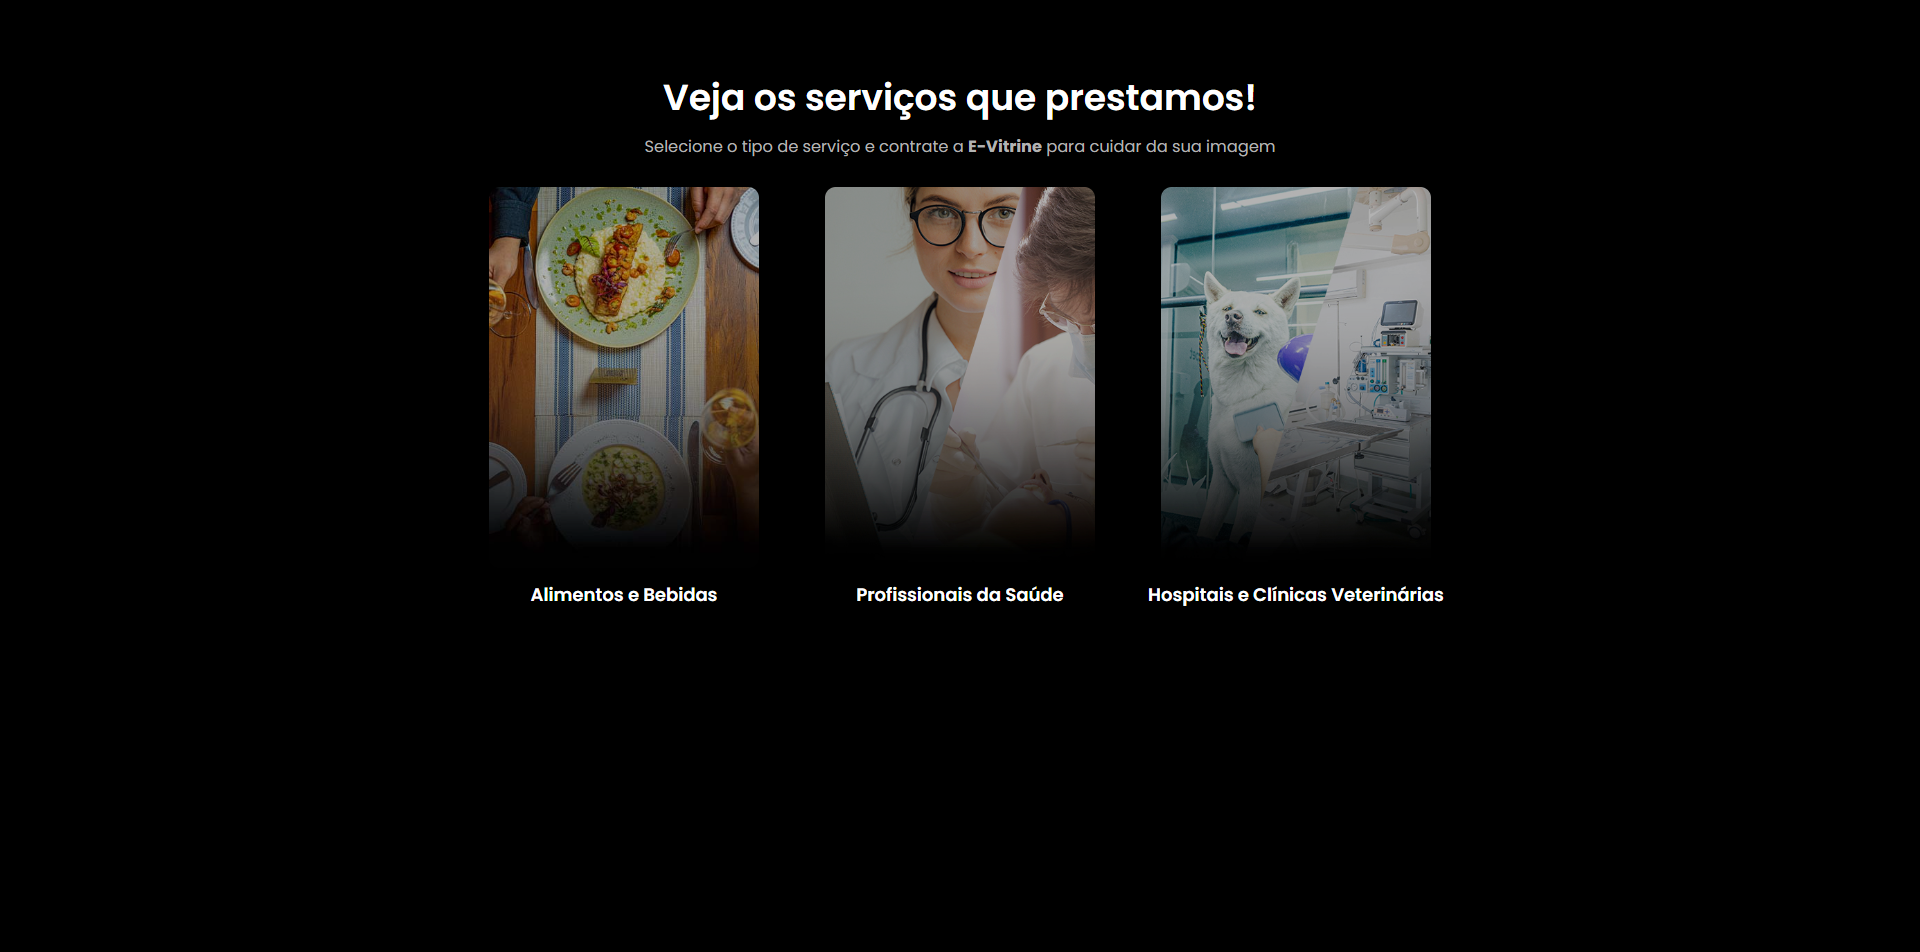 Veja os serviços que prestamos!
Selecione o tipo de serviço e contrate a E-Vitrine para cuidar da sua imagem
Alimentos e Bebidas
Profissionais da Saúde
Hospitais e Clínicas Veterinárias